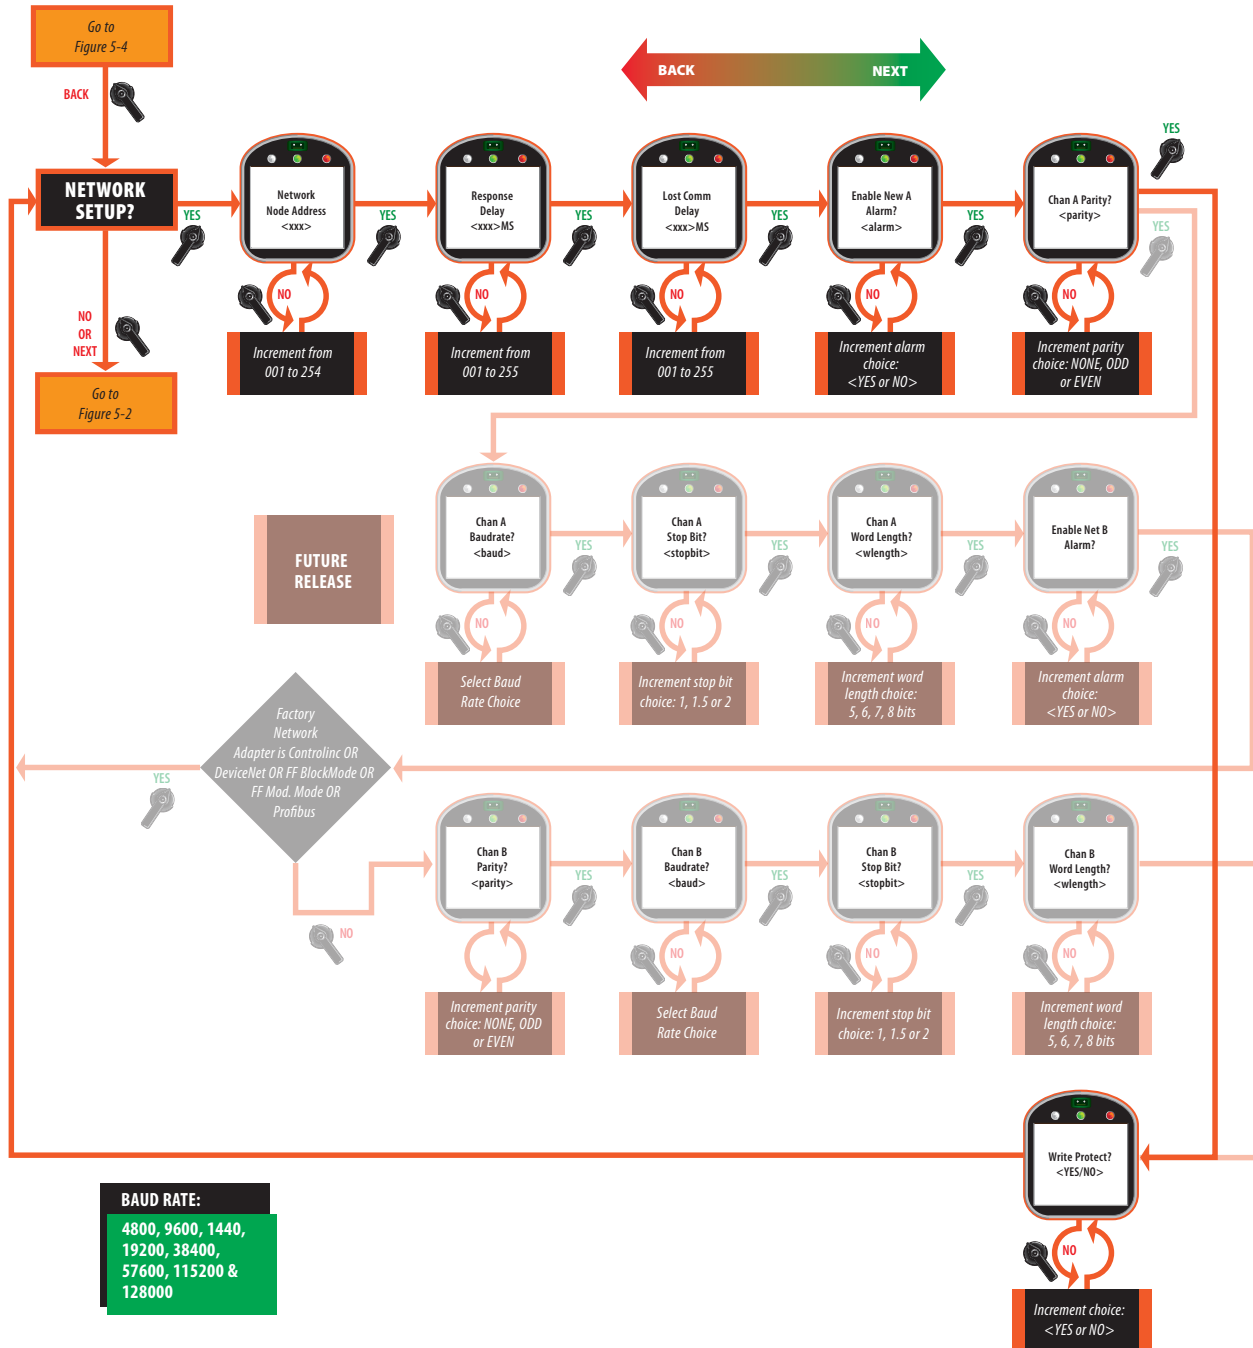 Go to
Figure 5-4
BACK
BACK
NEXT
YES
NETWORK
SETUP?
YES
Network
Node Address
<xxx>
YES
Response
Delay
<xxx>MS
YES
Lost Comm
Delay
<xxx>MS
YES
Enable New A
Alarm?
<alarm>
YES
Chan A Parity?
<parity>
YES
NO
NO
NO
NO
NO
NO
OR
NEXT
Increment from
001 to 254
Increment from
001 to 255
Increment from
001 to 255
Increment alarm
choice:
<YES or NO>
Increment parity
choice: NONE, ODD
or EVEN
Go to
Figure 5-2
FUTURE
RELEASE
Chan A
Baudrate?
<baud>
YES
Chan A
Stop Bit?
<stopbit>
YES
Chan A
Word Length?
<wlength>
YES
Enable Net B
Alarm?
YES
NO
NO
NO
NO
Select Baud
Rate Choice
Increment stop bit
choice: 1, 1.5 or 2
Increment word
length choice:
5, 6, 7, 8 bits
Increment alarm
choice:
<YES or NO>
Factory
Network
Adapter is Controlinc OR
DeviceNet OR FF BlockMode OR
FF Mod. Mode OR
Profibus
YES
NO
Chan B
Parity?
<parity>
YES
Chan B
Baudrate?
<baud>
YES
Chan B
Stop Bit?
<stopbit>
YES
Chan B
Word Length?
<wlength>
NO
NO
NO
Increment parity
choice: NONE, ODD
or EVEN
Select Baud
Rate Choice
Increment stop bit
choice: 1, 1.5 or 2
Increment word
length choice:
5, 6, 7, 8 bits
Write Protect?
<YES/NO>
NO
Increment choice:
<YES or NO>
BAUD RATE:
4800, 9600, 1440,
19200, 38400,
57600, 115200 &
128000